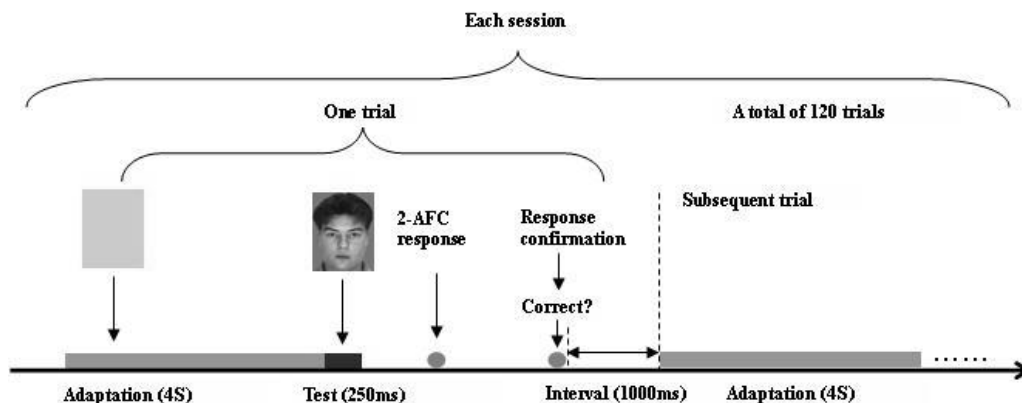 Each session
One trial
A total of 120 trials
2-AFC
response
Response
confirmation
Subsequent trial
Correct?
......
Adaptation (4S)
Test (250ms)
Interval (1000ms)
Adaptation (4S)